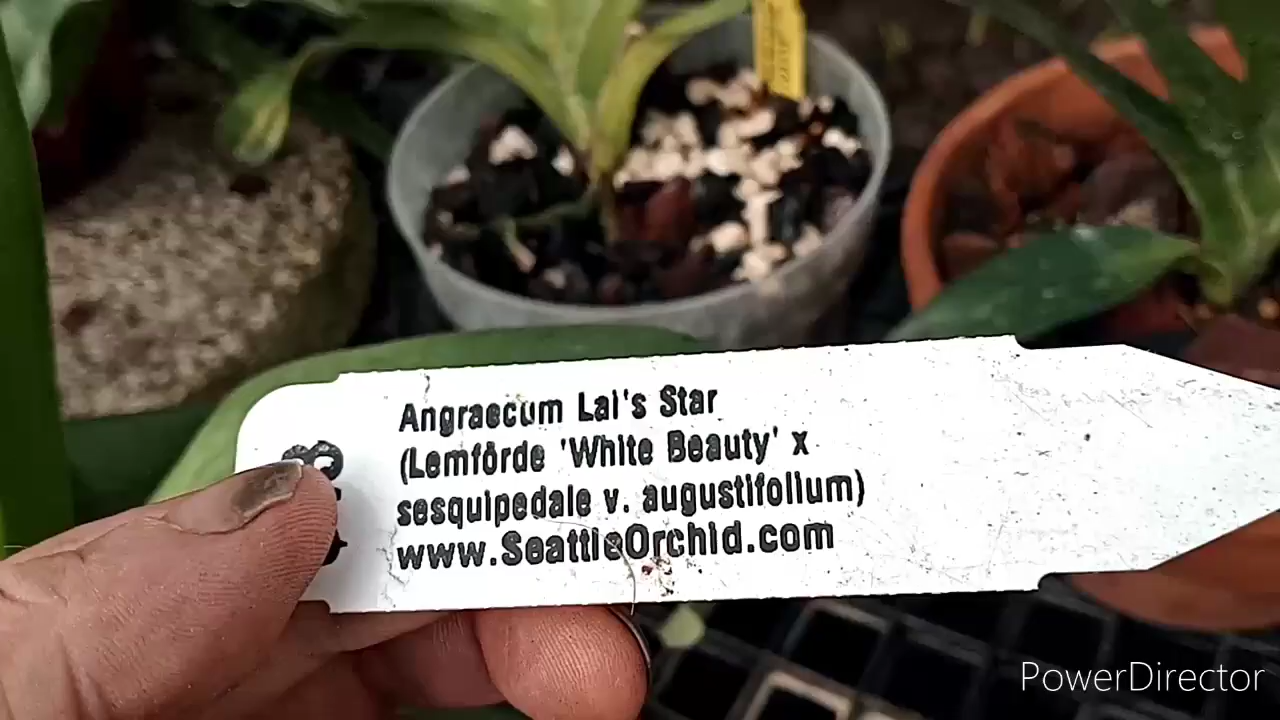 Angraecum Lai's Star
(Lemförde 'White Beauty' x
sesquipedale v. augustifolium)
www.SeattleOrchid.com
PowerDirector